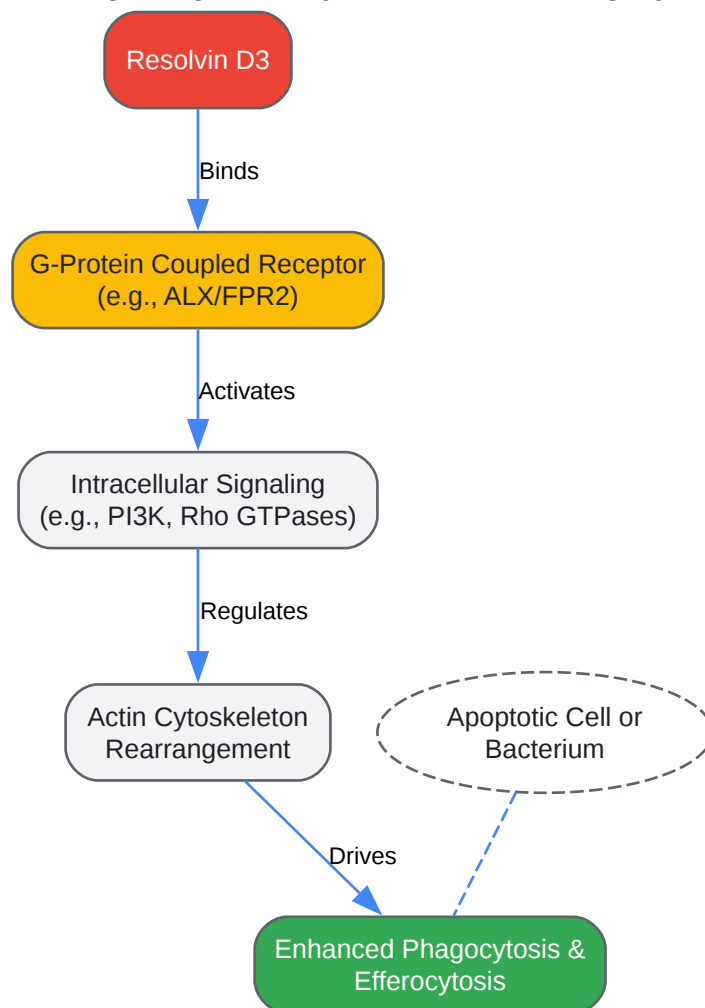 Resolvin D3
Binds
G-Protein Coupled Receptor
(e.g., ALX/FPR2)
Activates
Intracellular Signaling
(e.g., PI3K, Rho GTPases)
Regulates
Actin Cytoskeleton
Rearrangement
Apoptotic Cell or
Bacterium
Drives
Enhanced Phagocytosis &
Efferocytosis